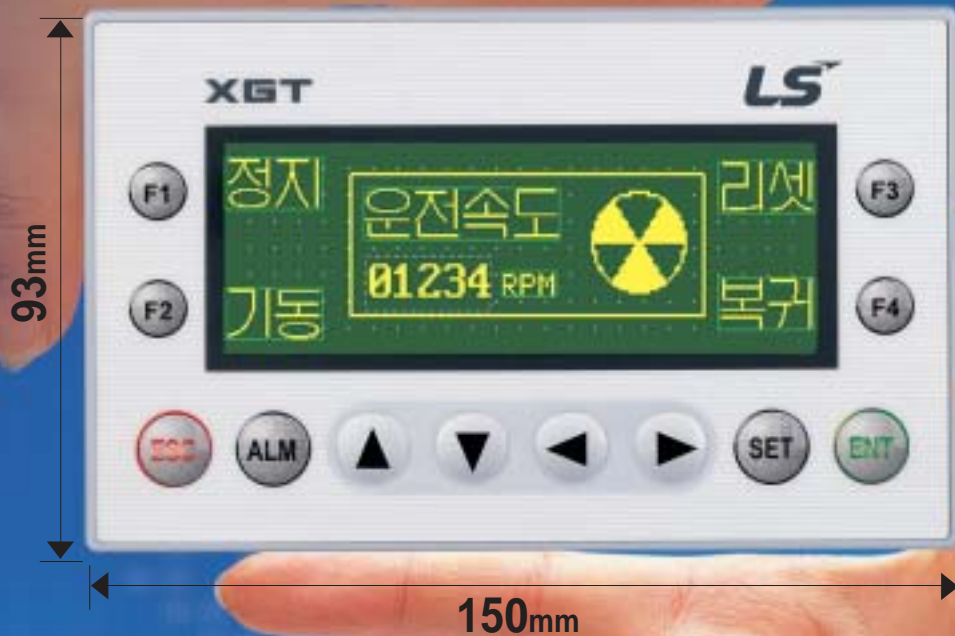 XGT
LS
F1
정지
운전속도
리셋
F3
01234 RPM
F2
기동
복귀
F4
ESC
ALM
SET
ENT
93mm
150mm